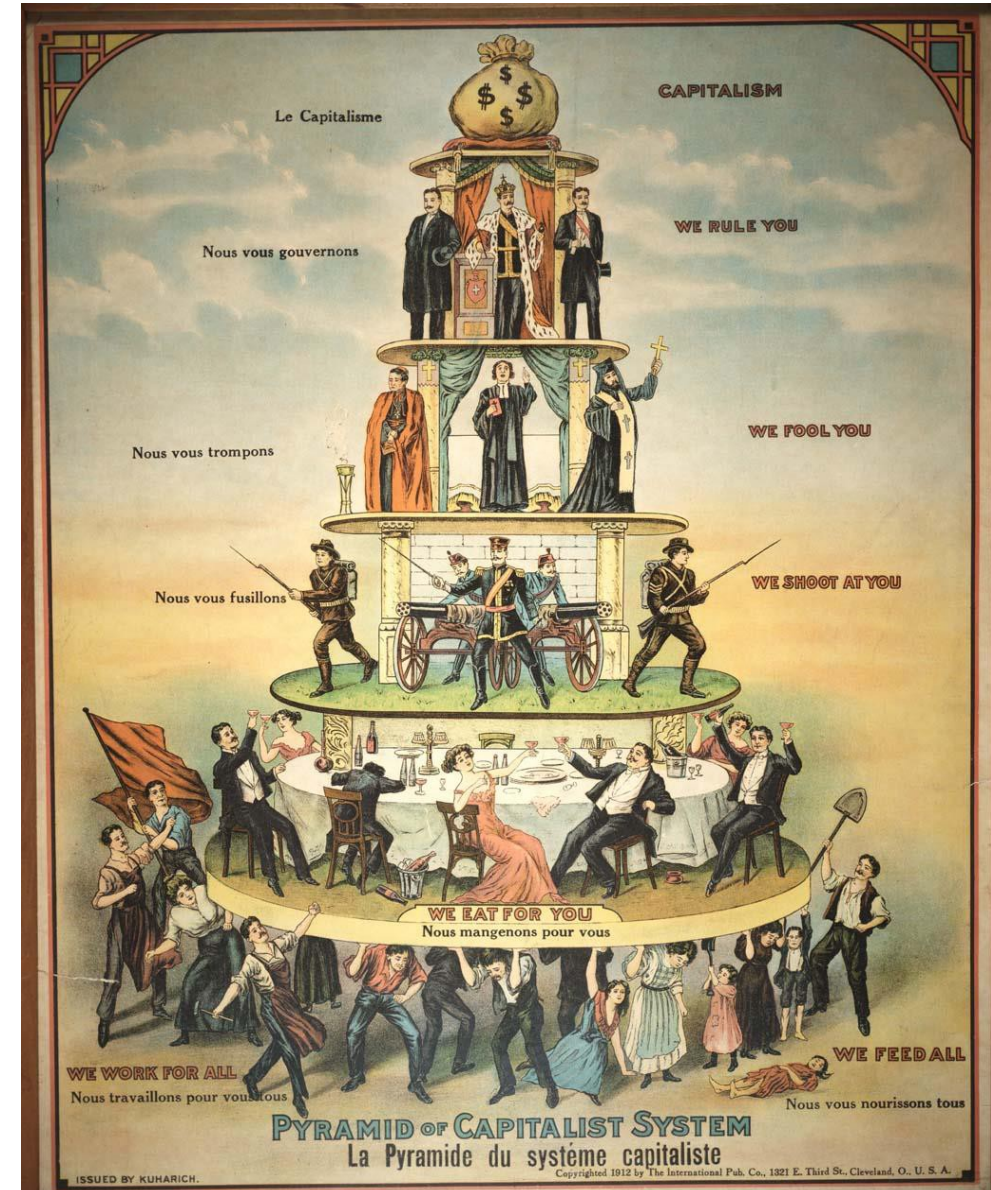 CAPITALISM
Le Capitalisme
$ $ $ $
WE RULE YOU
Nous vous gouvernons
WE FOOL YOU
Nous vous trompons
WE SHOOT AT YOU
Nous vous fusillons
WE EAT FOR YOU
Nous mangenons pour vous
WE WORK FOR ALL
Nous travaillons pour vous tous
WE FEED ALL
Nous vous nourissons tous
PYRAMID OF CAPITALIST SYSTEM
La Pyramide du systéme capitaliste
ISSUED BY KUHARICH.
Copyrighted 1912 by The International Pub. Co., 1321 E. Third St., Cleveland, O., U. S. A.